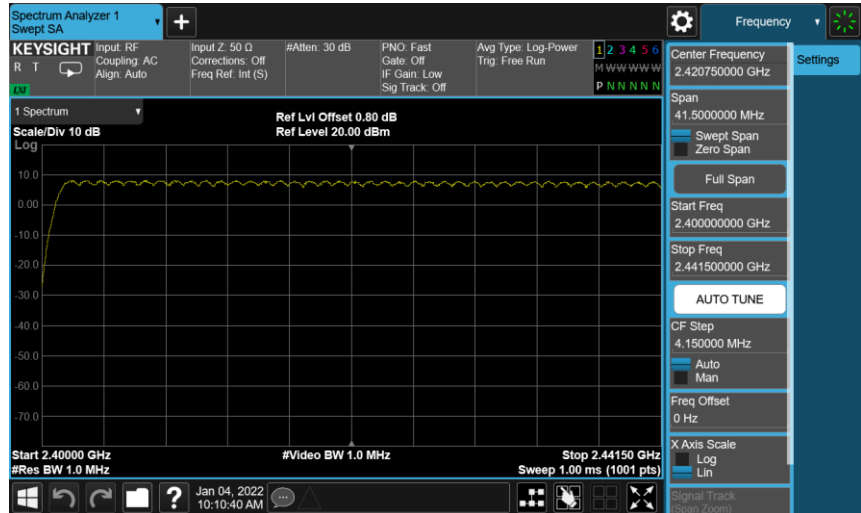 Spectrum Analyzer 1
Swept SA
+
Frequency
KEYSIGHT
R T
LXI
Input: RF
Coupling: AC
Align: Auto
Input Z: 50 Ω
Corrections: Off
Freq Ref: Int (S)
#Atten: 30 dB
PNO: Fast
Gate: Off
IF Gain: Low
Sig Track: Off
Avg Type: Log-Power
Trig: Free Run
1 2 3 4 5 6
M W W W W W
P N N N N N
1 Spectrum
Scale/Div 10 dB
Ref Lvl Offset 0.80 dB
Ref Level 20.00 dBm
Log
10.0
0.00
-10.0
-20.0
-30.0
-40.0
-50.0
-60.0
-70.0
Start 2.40000 GHz
#Res BW 1.0 MHz
#Video BW 1.0 MHz
Stop 2.44150 GHz
Sweep 1.00 ms (1001 pts)
?
Jan 04, 2022
10:10:40 AM
Center Frequency
2.420750000 GHz
Settings
Span
41.5000000 MHz
Swept Span
Zero Span
Full Span
Start Freq
2.400000000 GHz
Stop Freq
2.441500000 GHz
AUTO TUNE
CF Step
4.150000 MHz
Auto
Man
Freq Offset
0 Hz
X Axis Scale
Log
Lin
Signal Track
(Span Zoom)